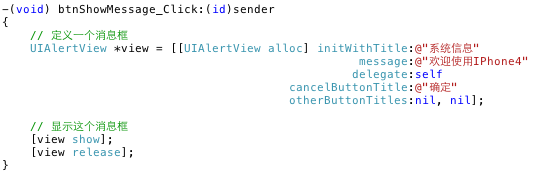 -(void) btnShowMessage_Click:(id)sender
{
    // 定义一个消息框
    UIAlertView *view = [[UIAlertView alloc] initWithTitle:@"系统信息"
                                                   message:@"欢迎使用IPhone4"
                                                  delegate:self
                                         cancelButtonTitle:@"确定"
                                         otherButtonTitles:nil, nil];

    // 显示这个消息框
    [view show];
    [view release];
}